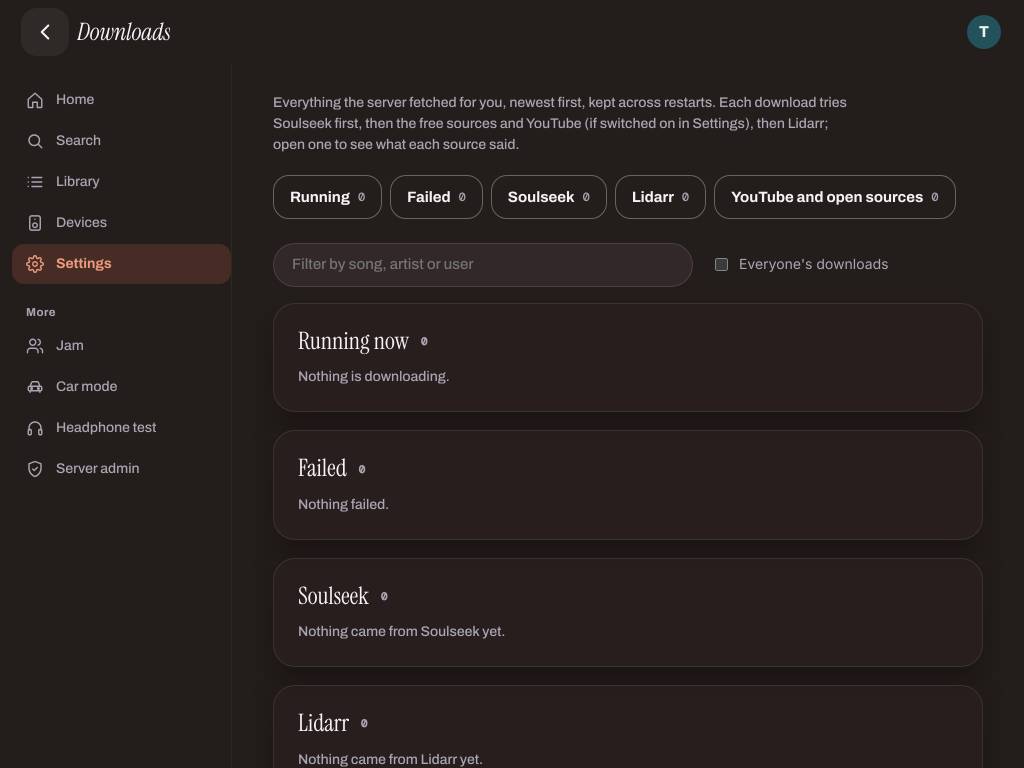 Downloads
T
Home
Search
Library
Devices
Settings
More
Jam
Car mode
Headphone test
Server admin
Everything the server fetched for you, newest first, kept across restarts. Each download tries
Soulseek first, then the free sources and YouTube (if switched on in Settings), then Lidarr;
open one to see what each source said.
Running 0
Failed 0
Soulseek 0
Lidarr 0
YouTube and open sources 0
Filter by song, artist or user
Everyone's downloads
Running now 0
Nothing is downloading.
Failed 0
Nothing failed.
Soulseek 0
Nothing came from Soulseek yet.
Lidarr 0
Nothing came from Lidarr yet.